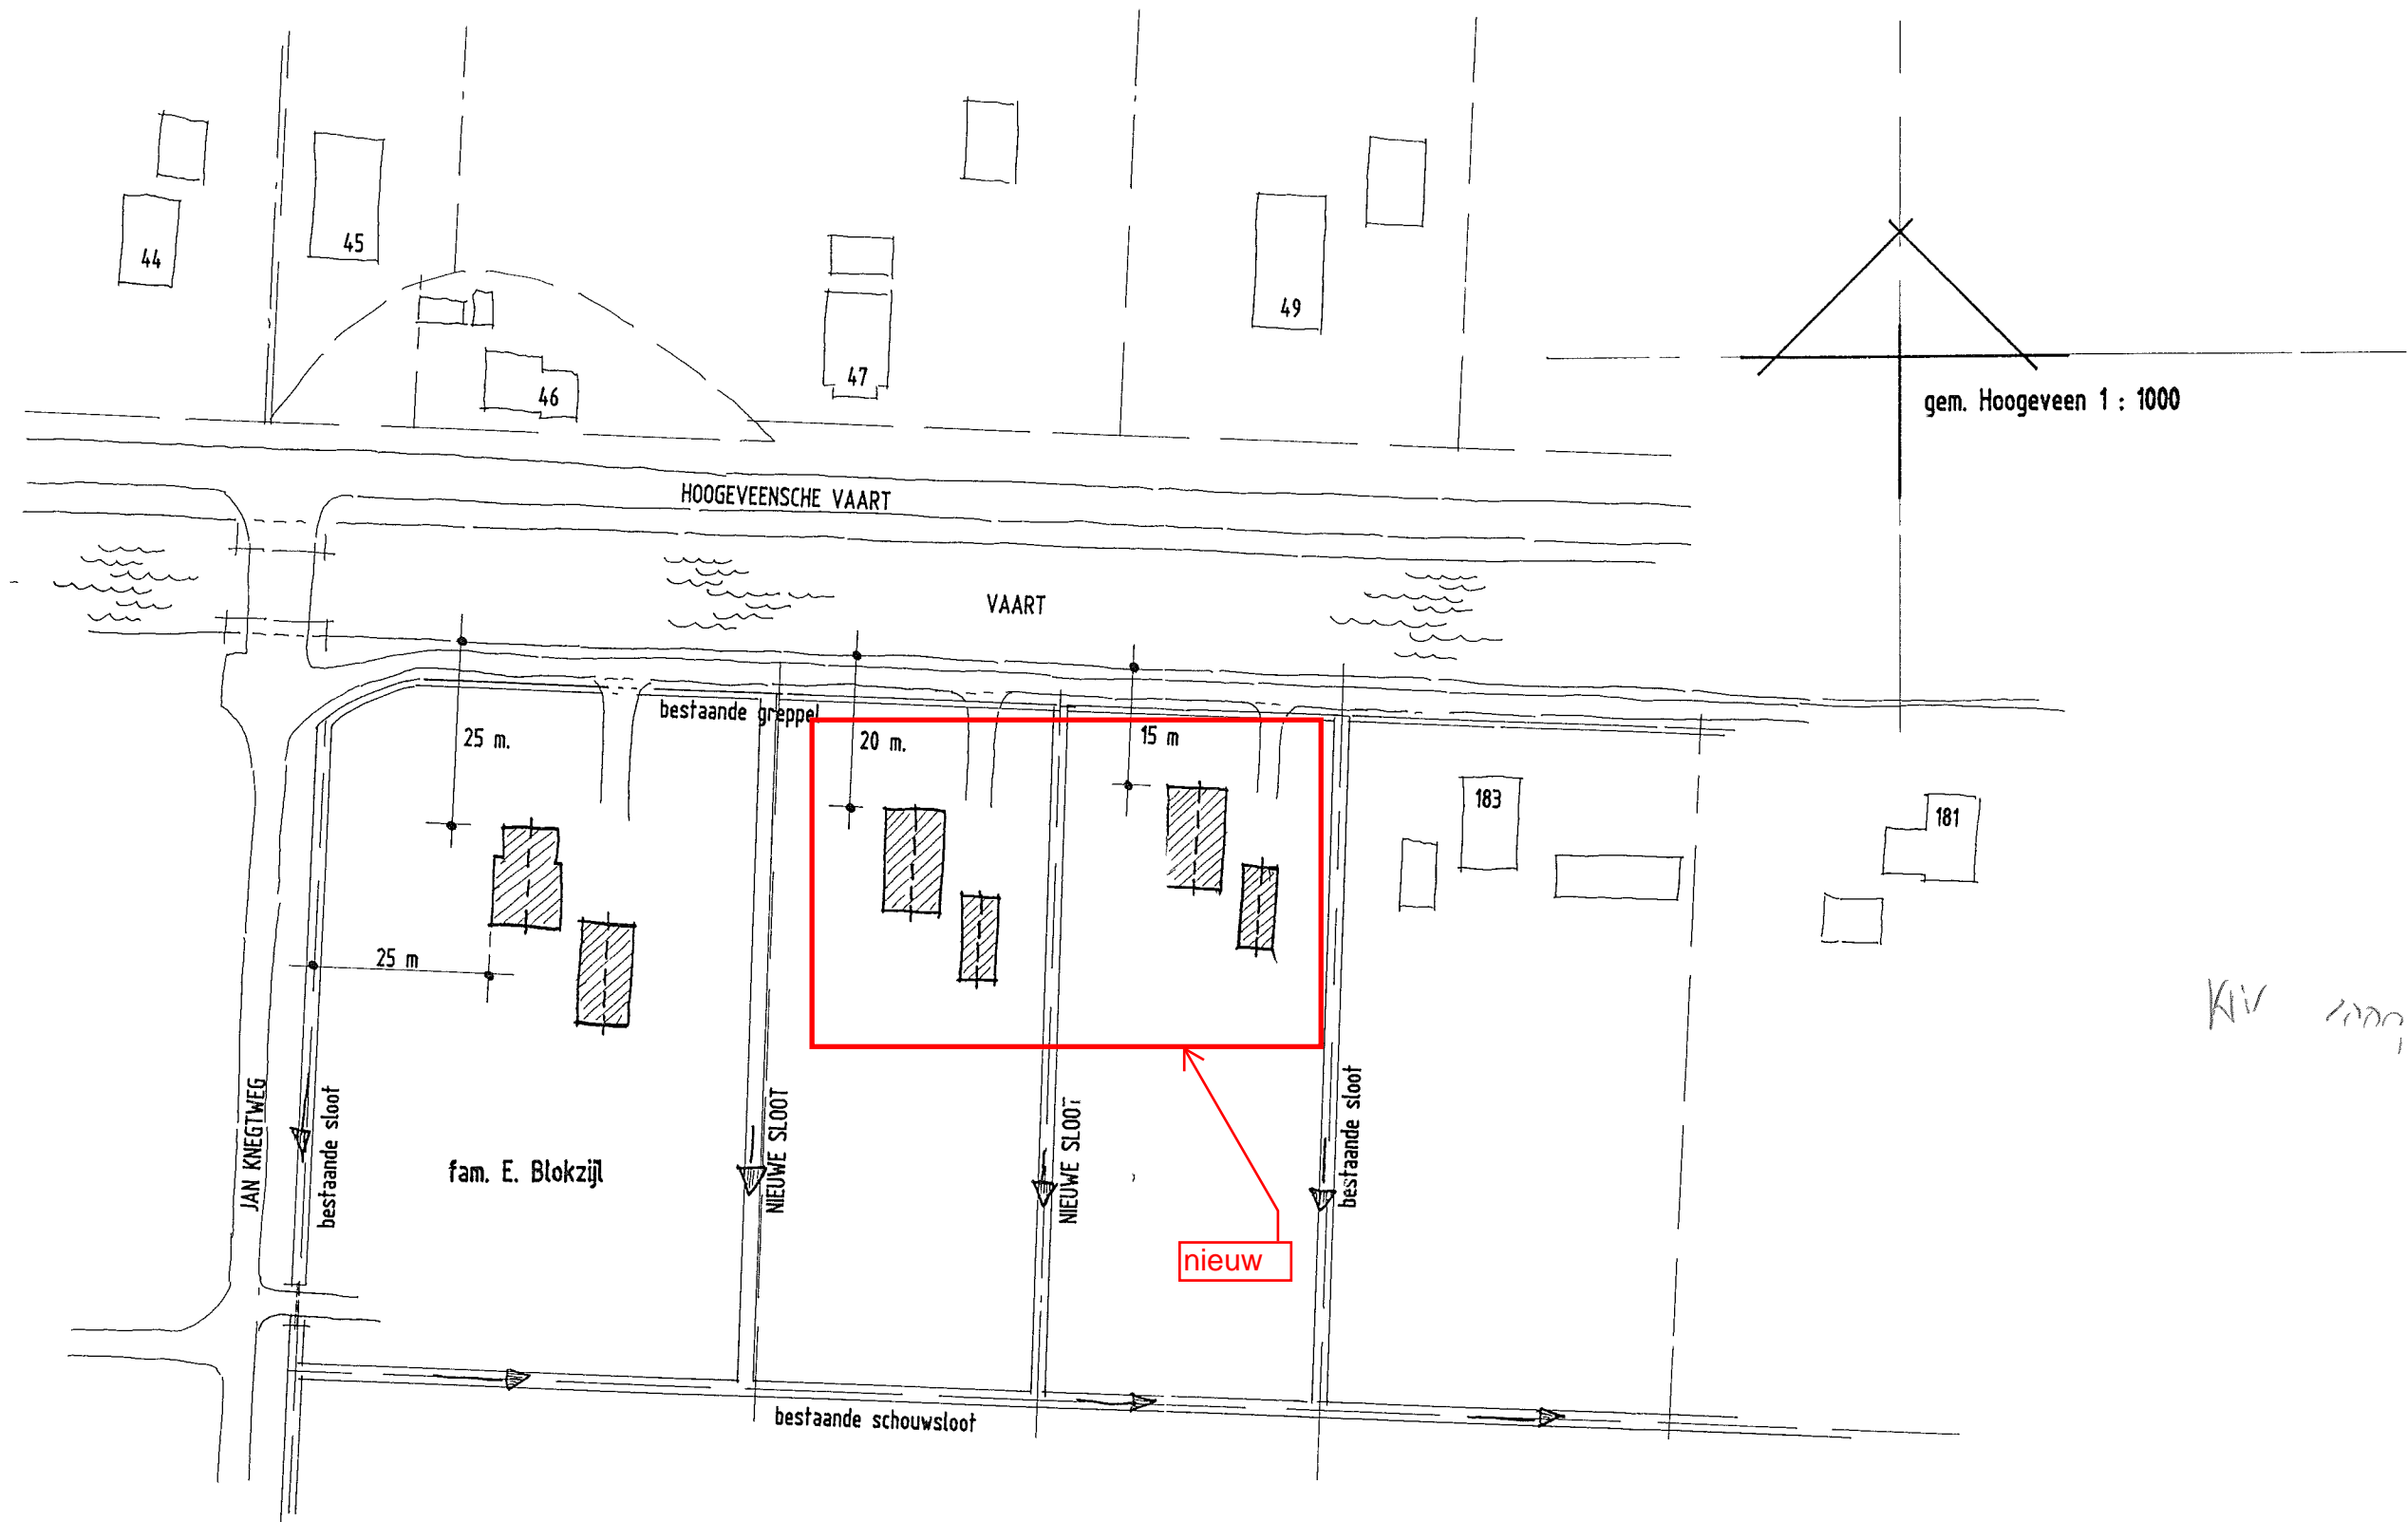 44
45
46
47
49
gem. Hoogeveen 1 : 1000
HOOGEVEENSCHE VAART
VAART
bestaande greppel
25 m.
20 m.
15 m
183
181
25 m
JAN KNEGTWEG
bestaande sloot
fam. E. Blokzijl
NIEUWE SLOOT
NIEUWE SLOOT
bestaande sloot
nieuw
bestaande schouwsloot